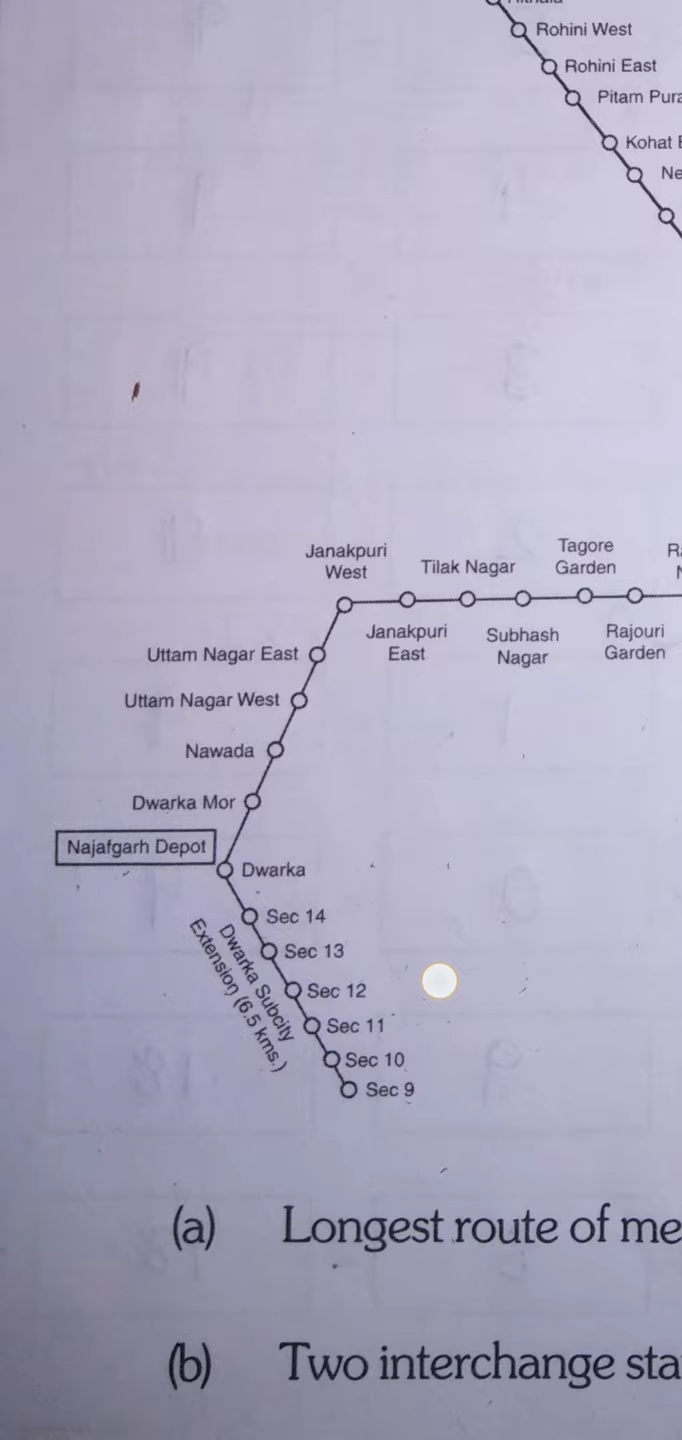 Rohini West
Rohini East
Pitam Pura
Kohat
Ne
Janakpuri
West
Tilak Nagar
Tagore
Garden
Janakpuri
East
Subhash
Nagar
Rajouri
Garden
Uttam Nagar East
Uttam Nagar West
Nawada
Dwarka Mor
Najafgarh Depot
Dwarka
Sec 14
Sec 13
Sec 12
Sec 11
Sec 10
Sec 9
Dwarka Subcity
Extension (6.5 kms.)
(a) Longest route of me
(b) Two interchange sta